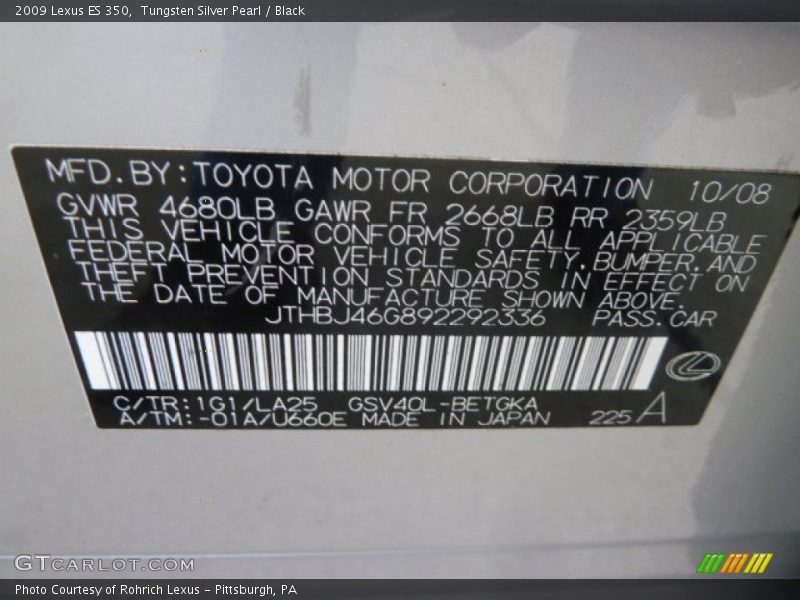 2009 Lexus ES 350, Tungsten Silver Pearl / Black
MFD. BY: TOYOTA MOTOR CORPORATION 10/08
GVWR 4680LB GAWR FR 2668LB RR 2359LB
THIS VEHICLE CONFORMS TO ALL APPLICABLE
FEDERAL MOTOR VEHICLE SAFETY, BUMPER, AND
THEFT PREVENTION STANDARDS IN EFFECT ON
THE DATE OF MANUFACTURE SHOWN ABOVE.
JTHBJ46G892292336 PASS. CAR
C/TR: 1G1/LA25 GSV40L-BETGKA
A/TM: -01A/U660E MADE IN JAPAN 225 A
GTCARLOT.COM
Photo Courtesy of Rohrich Lexus - Pittsburgh, PA